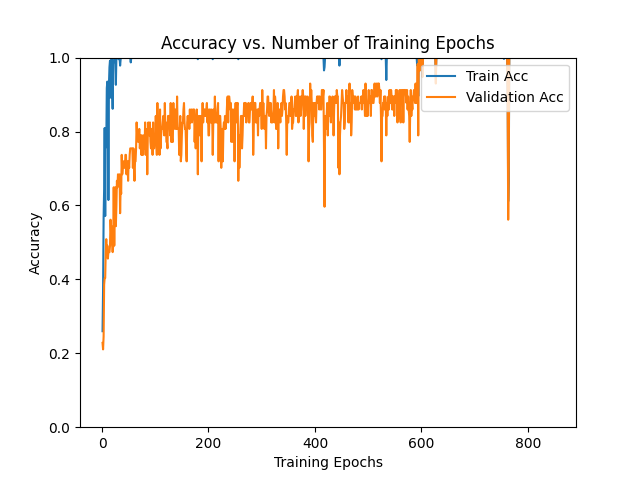 Accuracy vs. Number of Training Epochs
1.0
0.8
0.6
0.4
0.2
0.0
Accuracy
Train Acc
Validation Acc
0 200 400 600 800
Training Epochs